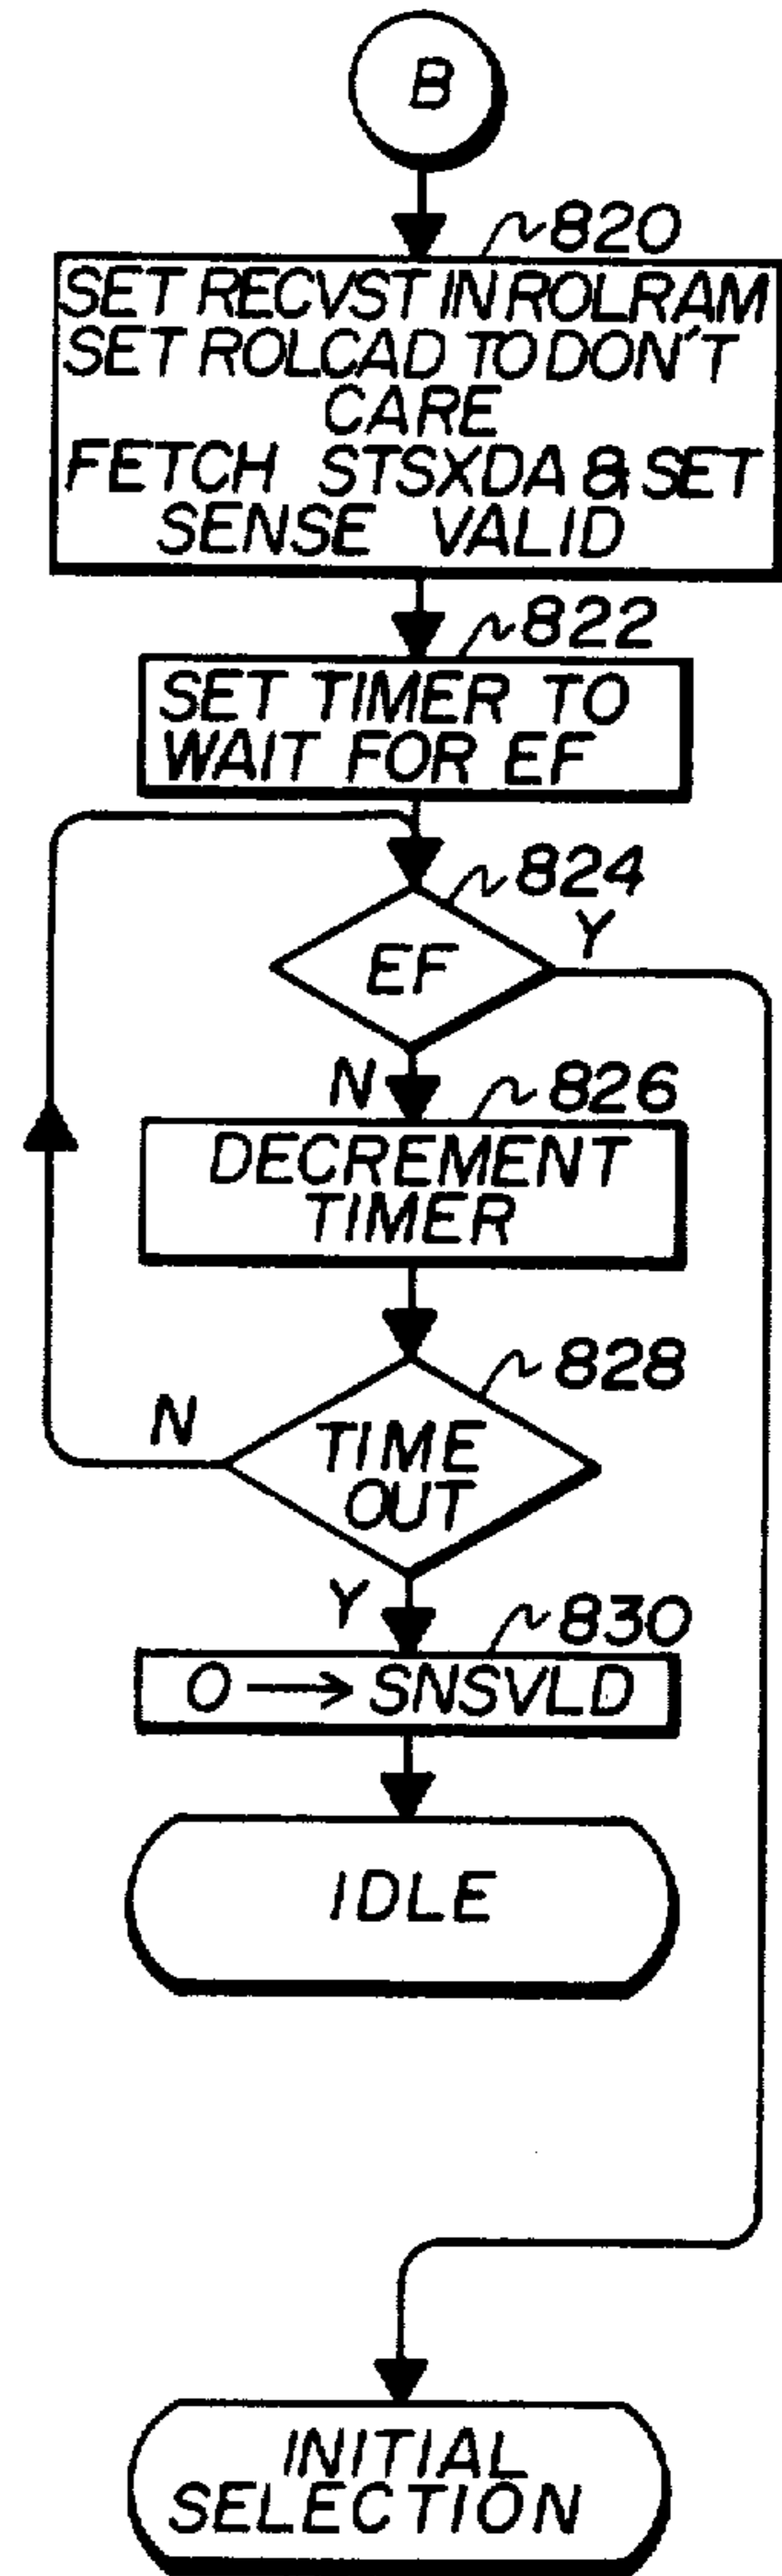 B
820
SET RECVST IN ROLRAM
SET ROLCAD TO DON'T
CARE
FETCH STSXDA & SET
SENSE VALID
822
SET TIMER TO
WAIT FOR EF
824
EF
Y
N
826
DECREMENT
TIMER
828
N
TIME
OUT
Y
830
0 → SNSVLD
IDLE
INITIAL
SELECTION